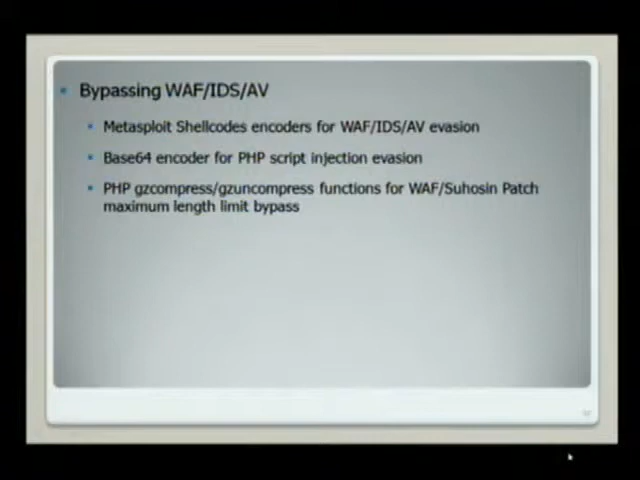 Bypassing WAF/IDS/AV
Metasploit Shellcodes encoders for WAF/IDS/AV evasion
Base64 encoder for PHP script injection evasion
PHP gzcompress/gzuncompress functions for WAF/Suhosin Patch
maximum length limit bypass